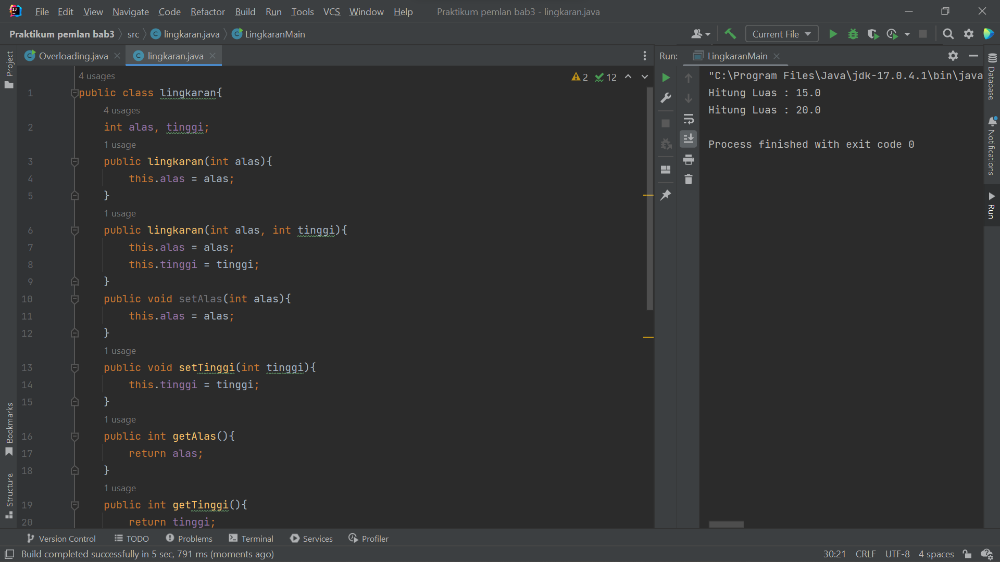 File Edit View Navigate Code Refactor Build Run Tools VCS Window Help Praktikum pemlan bab3 - lingkaran.java
Praktikum pemlan bab3 src lingkaran.java LingkaranMain Current File
Project
Overloading.java lingkaran.java
4 usages
2 12
1 public class lingkaran{
4 usages
2 int alas, tinggi;
1 usage
3 public lingkaran(int alas){
4 this.alas = alas;
5 }
1 usage
6 public lingkaran(int alas, int tinggi){
7 this.alas = alas;
8 this.tinggi = tinggi;
9 }
10 public void setAlas(int alas){
11 this.alas = alas;
12 }
1 usage
13 public void setTinggi(int tinggi){
14 this.tinggi = tinggi;
15 }
1 usage
16 public int getAlas(){
17 return alas;
18 }
1 usage
19 public int getTinggi(){
20 return tinggi;
Bookmarks
Structure
Run: LingkaranMain
"C:\Program Files\Java\jdk-17.0.4.1\bin\java
Hitung Luas : 15.0
Hitung Luas : 20.0
Process finished with exit code 0
Database
Notifications
Run
Version Control TODO Problems Terminal Services Profiler
Build completed successfully in 5 sec, 791 ms (moments ago) 30:21 CRLF UTF-8 4 spaces